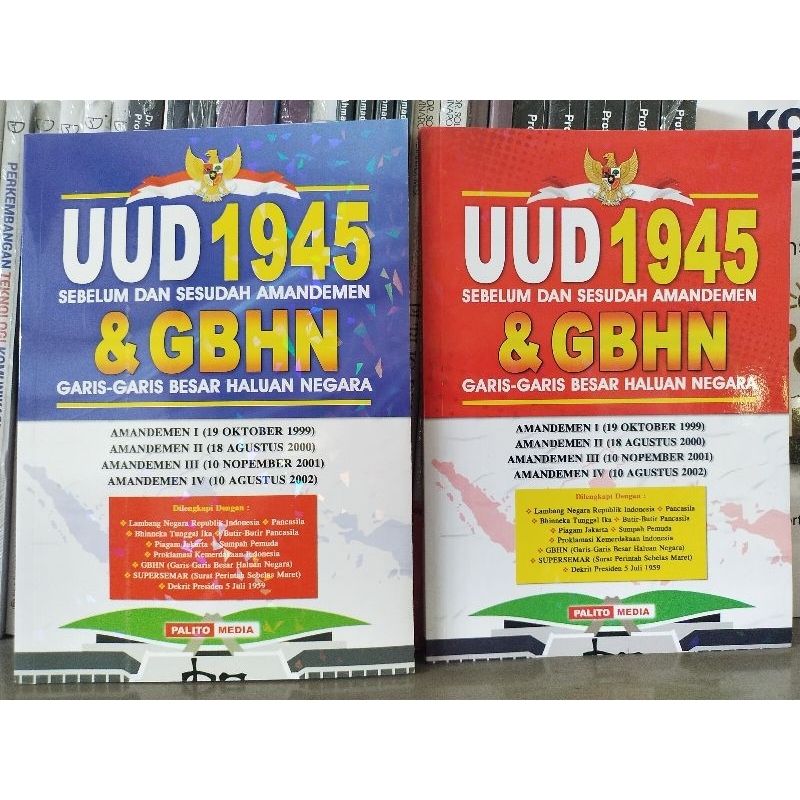 PERKEMBANGAN TEKNOLOGI
UUD 1945
SEBELUM DAN SESUDAH AMANDEMEN
& GBHN
GARIS-GARIS BESAR HALUAN NEGARA
AMANDEMEN I (19 OKTOBER 1999)
AMANDEMEN II (18 AGUSTUS 2000)
AMANDEMEN III (10 NOPEMBER 2001)
AMANDEMEN IV (10 AGUSTUS 2002)
Dilengkapi Dengan :
Lambang Negara Republik Indonesia Pancasila
Bhinneka Tunggal Ika Butir-Butir Pancasila
Piagam Jakarta Sumpah Pemuda
Proklamasi Kemerdekaan Indonesia
GBHN (Garis-Garis Besar Haluan Negara)
SUPERSEMAR (Surat Perintah Sebelas Maret)
Dekrit Presiden 5 Juli 1959
PALITO MEDIA
UUD 1945
SEBELUM DAN SESUDAH AMANDEMEN
& GBHN
GARIS-GARIS BESAR HALUAN NEGARA
AMANDEMEN I (19 OKTOBER 1999)
AMANDEMEN II (18 AGUSTUS 2000)
AMANDEMEN III (10 NOPEMBER 2001)
AMANDEMEN IV (10 AGUSTUS 2002)
Dilengkapi Dengan :
Lambang Negara Republik Indonesia Pancasila
Bhinneka Tunggal Ika Butir-Butir Pancasila
Piagam Jakarta Sumpah Pemuda
Proklamasi Kemerdekaan Indonesia
GBHN (Garis-Garis Besar Haluan Negara)
SUPERSEMAR (Surat Perintah Sebelas Maret)
Dekrit Presiden 5 Juli 1959
PALITO MEDIA